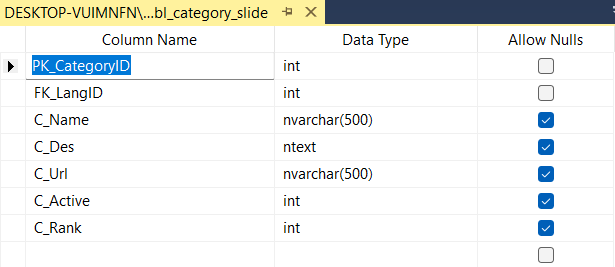 DESKTOP-VUIMNFN\...bl_category_slide
Column Name Data Type Allow Nulls
PK_CategoryID int
FK_LangID int
C_Name nvarchar(500)
C_Des ntext
C_Url nvarchar(500)
C_Active int
C_Rank int